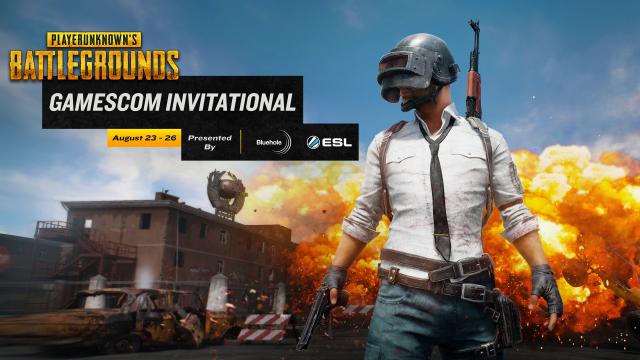 PLAYERUNKNOWN'S
BATTLEGROUNDS
GAMESCOM INVITATIONAL
August 23 - 26
Presented
By
Bluehole
ESL